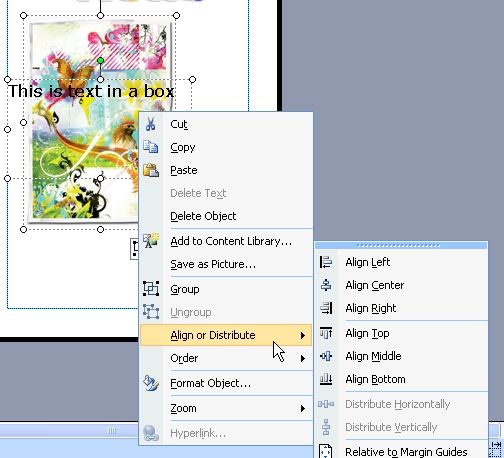 This is text in a box
Cut
Copy
Paste
Delete Text
Delete Object
Add to Content Library...
Save as Picture...
Group
Ungroup
Align or Distribute
Order
Format Object...
Zoom
Hyperlink...
Align Left
Align Center
Align Right
Align Top
Align Middle
Align Bottom
Distribute Horizontally
Distribute Vertically
Relative to Margin Guides